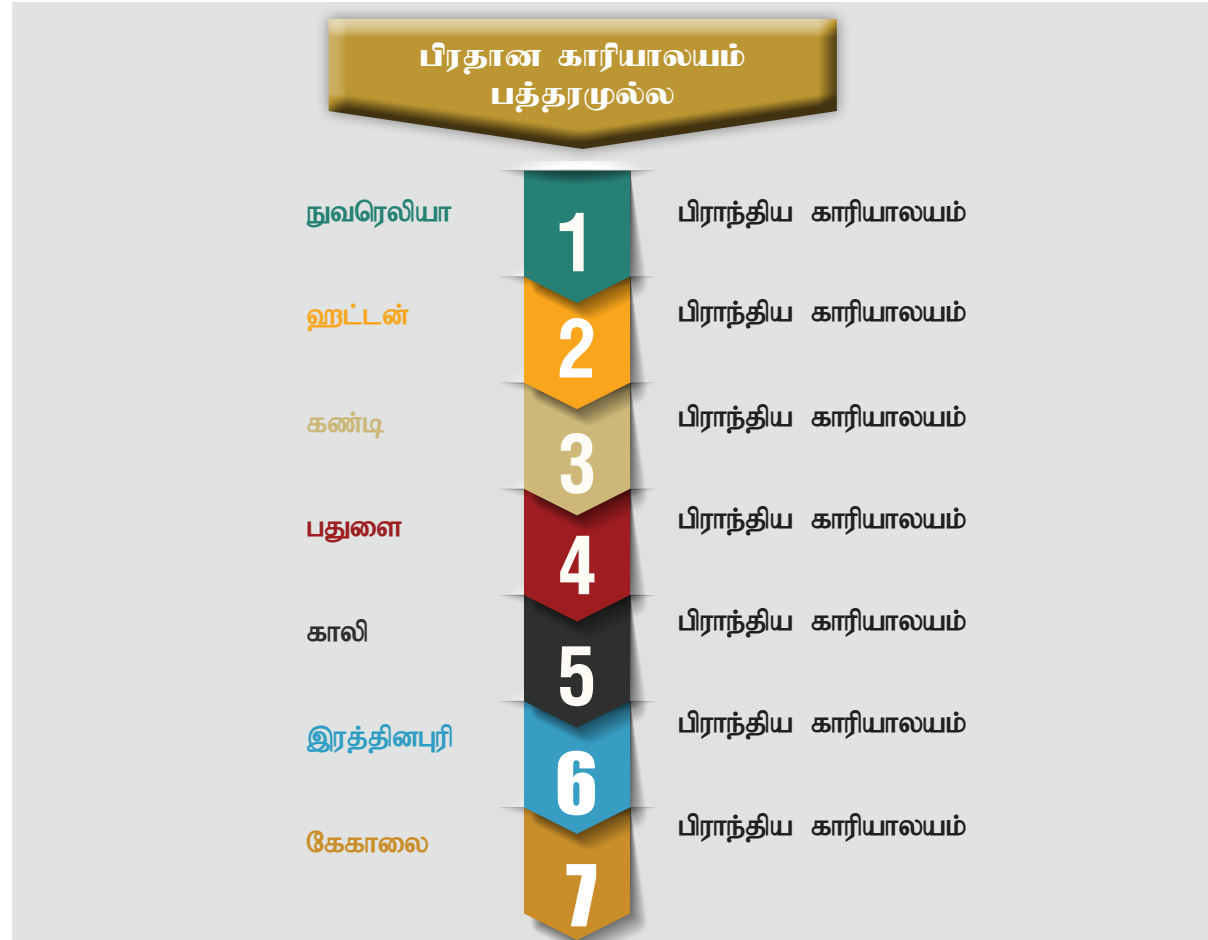 பிரதான காரியாலயம்
பத்தரமுல்ல
நுவரெலியா 1 பிராந்திய காரியாலயம்
ஹட்டன் 2 பிராந்திய காரியாலயம்
கண்டி 3 பிராந்திய காரியாலயம்
பதுளை 4 பிராந்திய காரியாலயம்
காலி 5 பிராந்திய காரியாலயம்
இரத்தினபுரி 6 பிராந்திய காரியாலயம்
கேகாலை 7 பிராந்திய காரியாலயம்